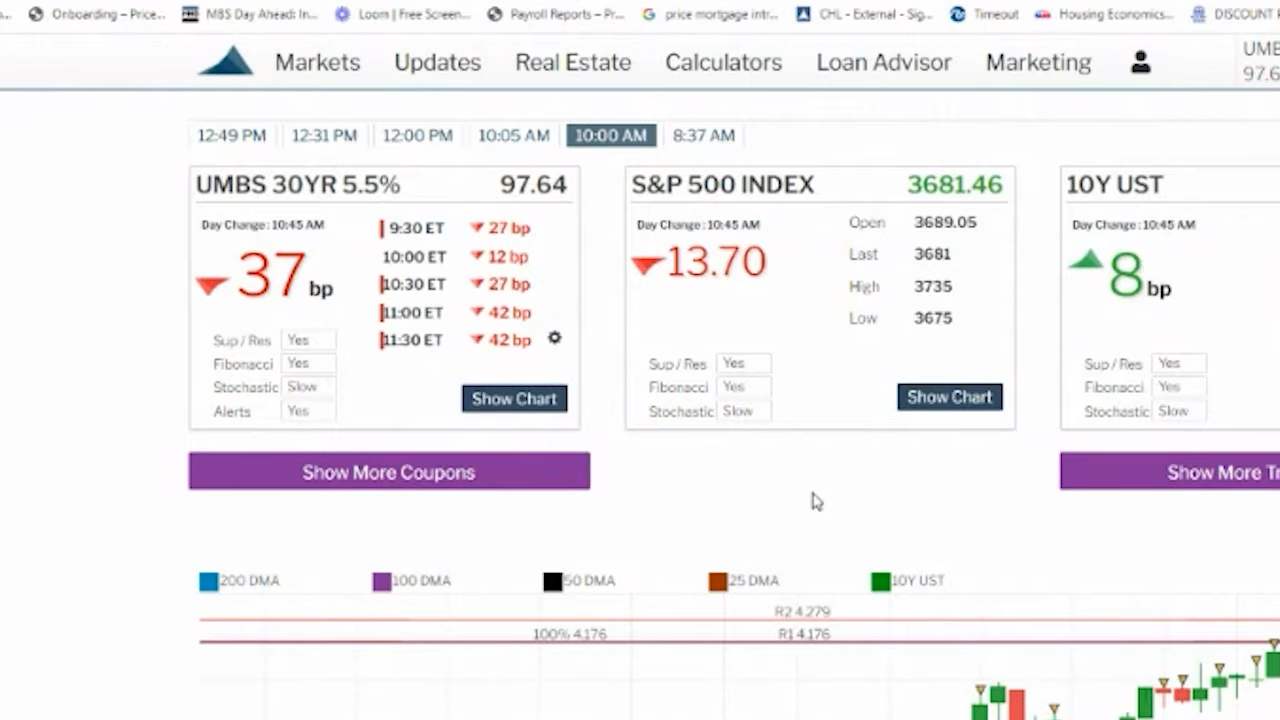 Onboarding – Price...
MBS Day Ahead: In...
Loom | Free Screen...
Payroll Reports – Pr...
price mortgage intr...
CHL - External - Sig...
Timeout
Housing Economics...
DISCOUNT
Markets
Updates
Real Estate
Calculators
Loan Advisor
Marketing
UMB
97.6
12:49 PM
12:31 PM
12:00 PM
10:05 AM
10:00 AM
8:37 AM
UMBS 30YR 5.5% 97.64
Day Change: 10:45 AM
37 bp
9:30 ET 27 bp
10:00 ET 12 bp
10:30 ET 27 bp
11:00 ET 42 bp
11:30 ET 42 bp
Sup / Res Yes
Fibonacci Yes
Stochastic Slow
Alerts Yes
Show Chart
Show More Coupons
S&P 500 INDEX 3681.46
Day Change: 10:45 AM
13.70
Open 3689.05
Last 3681
High 3735
Low 3675
Sup / Res Yes
Fibonacci Yes
Stochastic Slow
Show Chart
10Y UST
Day Change: 10:45 AM
8 bp
Sup / Res Yes
Fibonacci Yes
Stochastic Slow
Show More Tr
200 DMA
100 DMA
50 DMA
25 DMA
10Y UST
R2 4.279
100% 4.176
R1 4.176